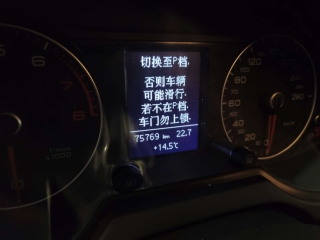 切换至P档.
否则车辆
可能滑行.
若不在P档.
车门勿上锁.
75769 km 22.7
+14.5℃